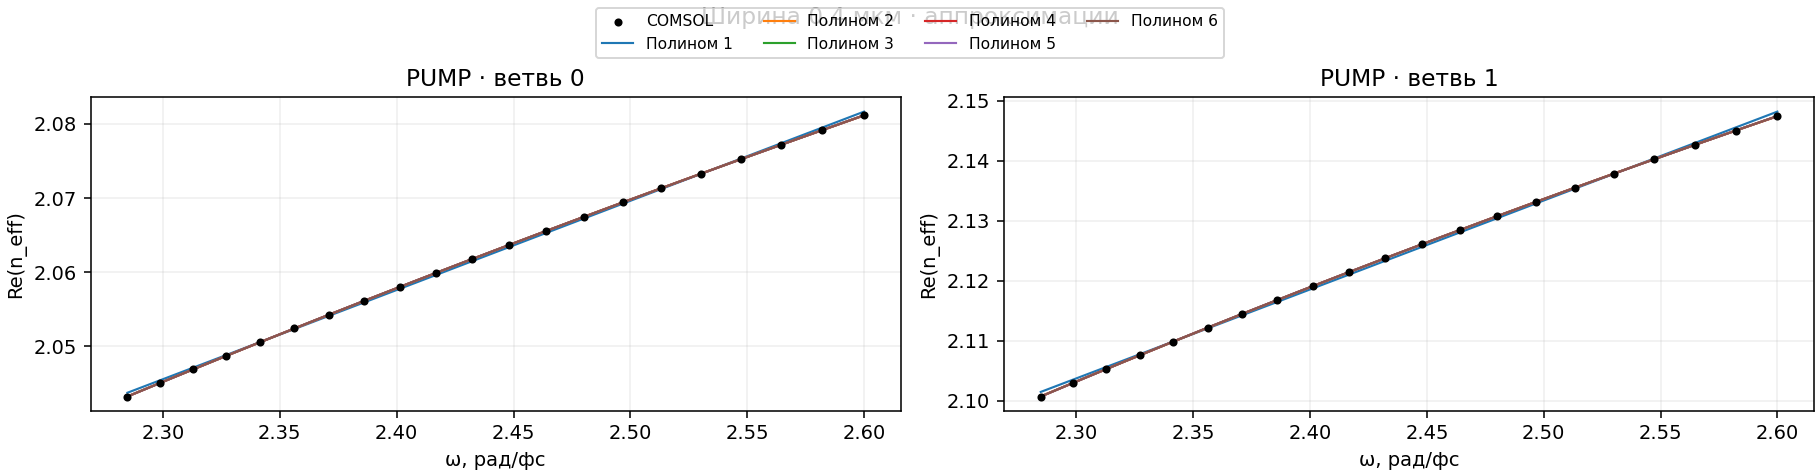 Ширина 0.4 мкм · аппроксимации
COMSOL
Полином 1
Полином 2
Полином 3
Полином 4
Полином 5
Полином 6
PUMP · ветвь 0
Re(n_eff)
2.08
2.07
2.06
2.05
2.30 2.35 2.40 2.45 2.50 2.55 2.60
ω, рад/фс
PUMP · ветвь 1
Re(n_eff)
2.15
2.14
2.13
2.12
2.11
2.10
2.30 2.35 2.40 2.45 2.50 2.55 2.60
ω, рад/фс